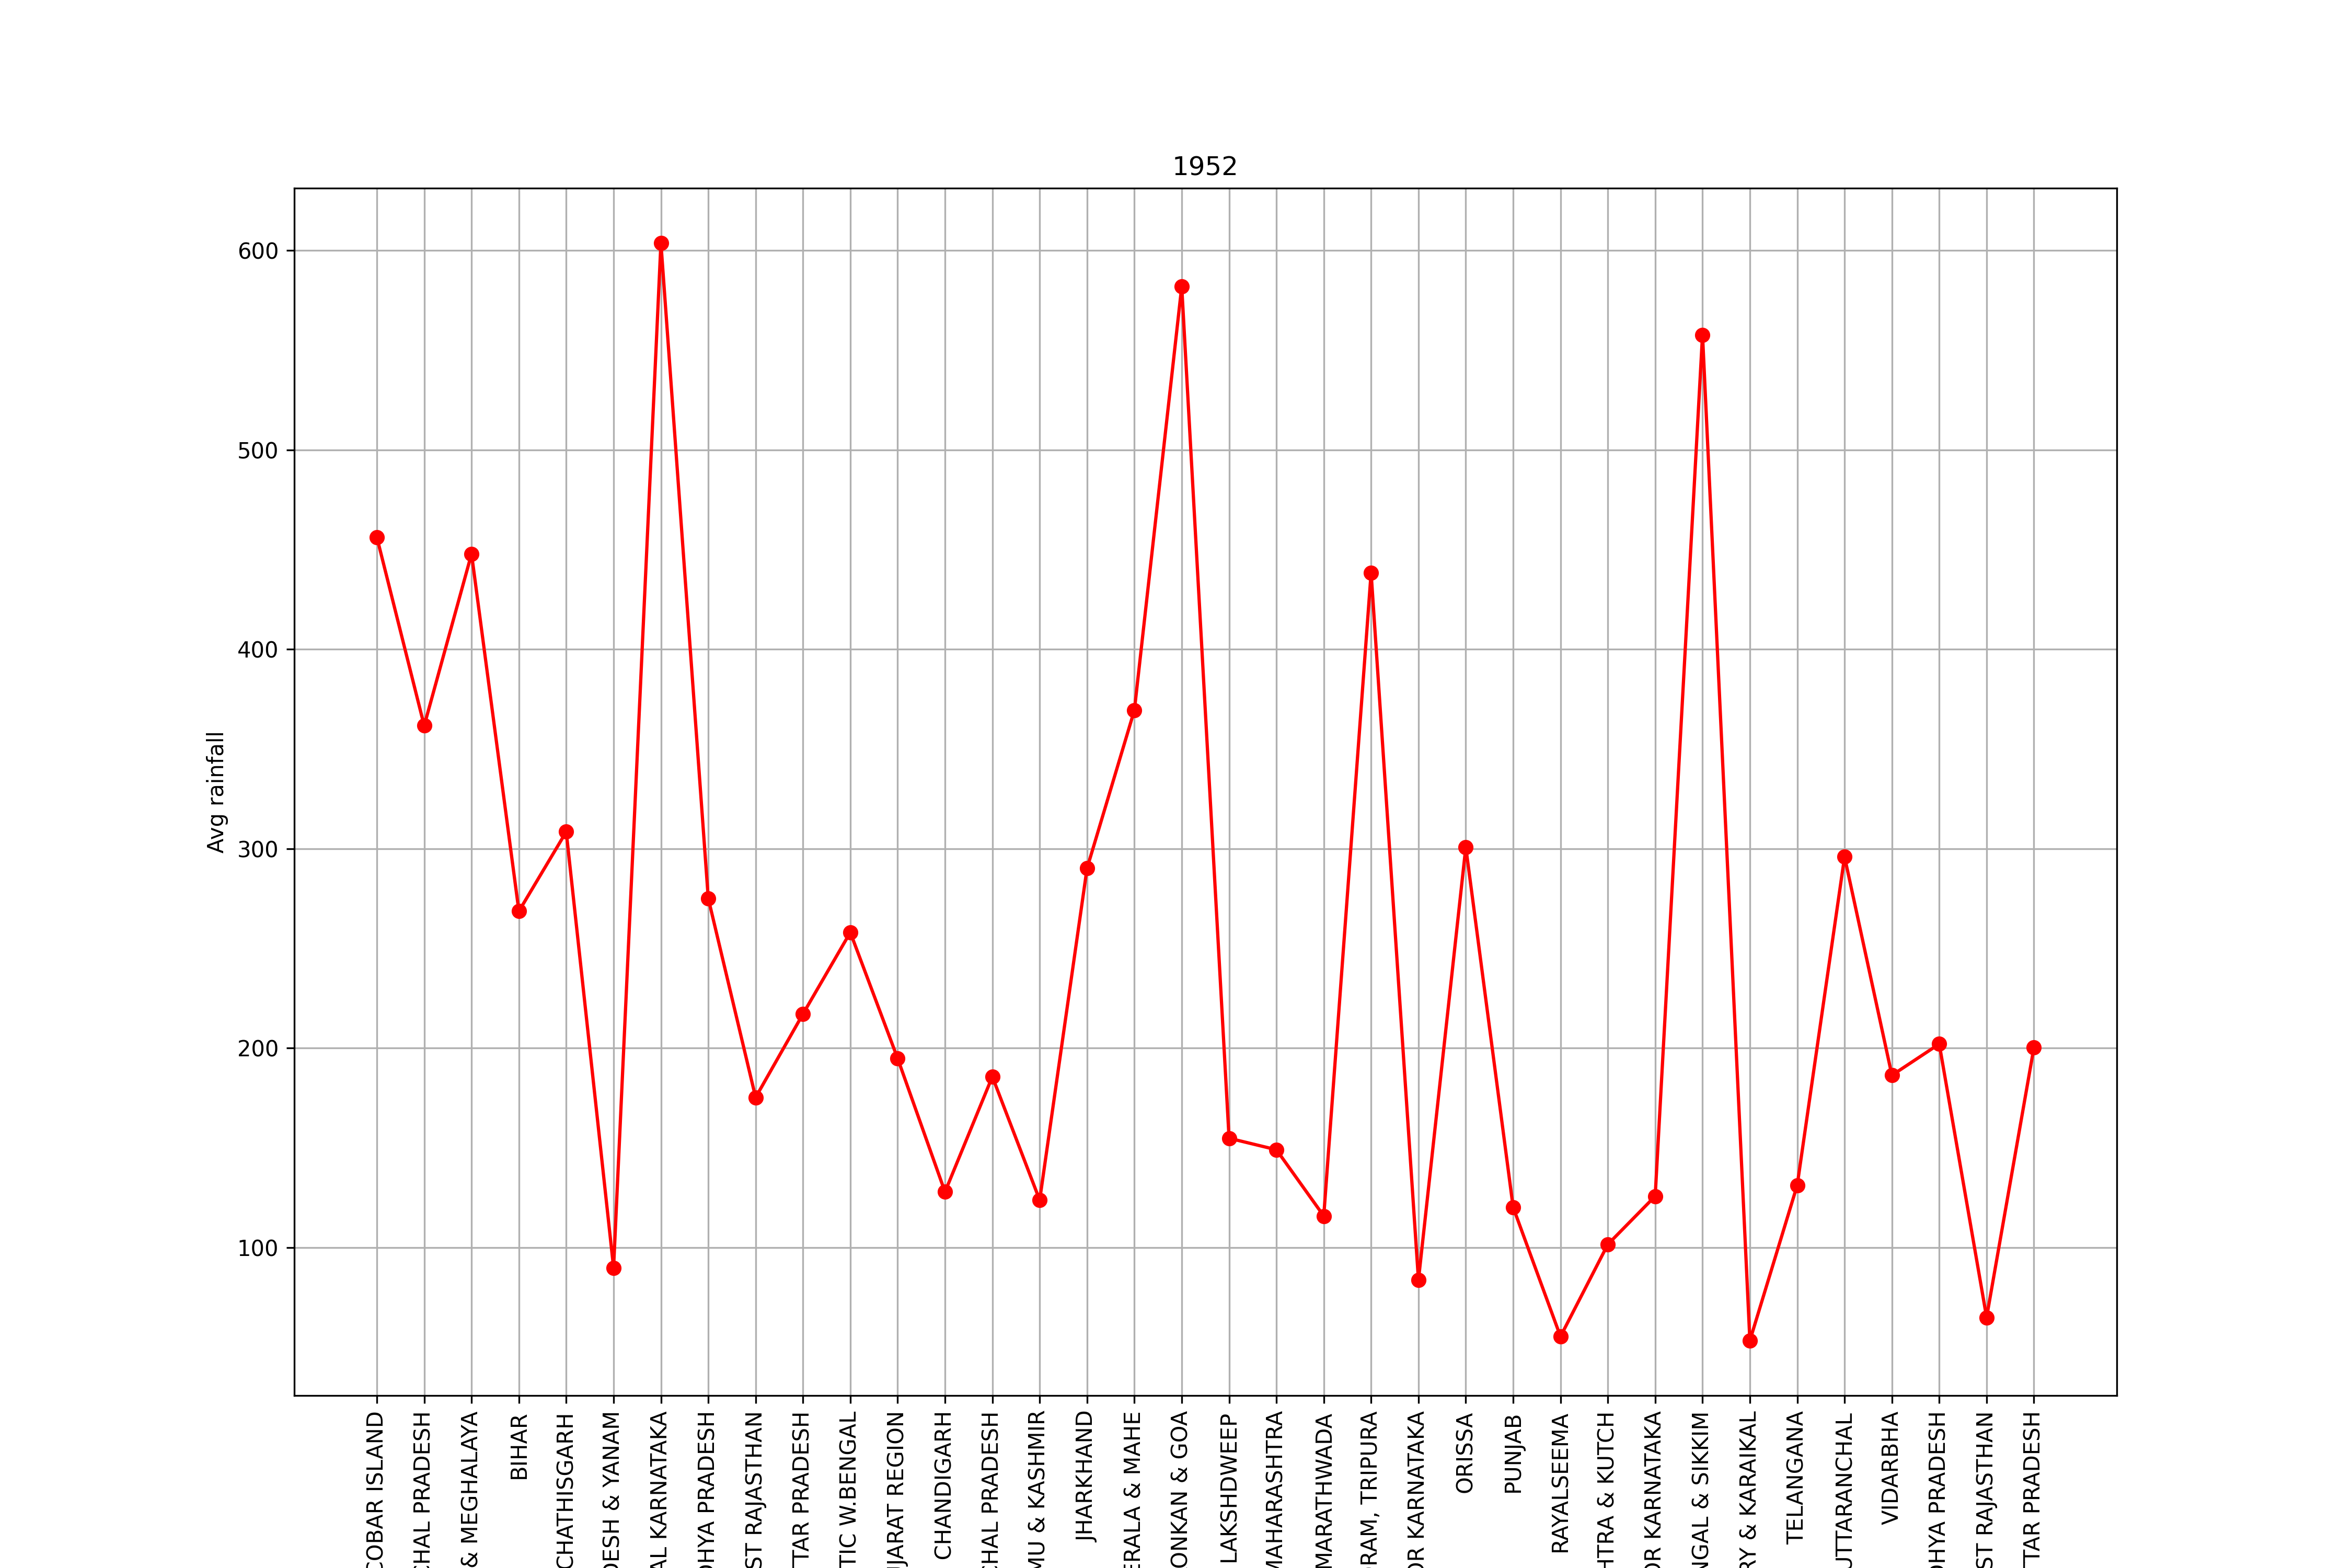 1952
Avg rainfall
600
500
400
300
200
100
COBAR ISLAND
CHAL PRADESH
& MEGHALAYA
BIHAR
CHATHISGARH
DESH & YANAM
AL KARNATAKA
DHYA PRADESH
ST RAJASTHAN
TTAR PRADESH
TIC W.BENGAL
JARAT REGION
CHANDIGARH
CHAL PRADESH
MU & KASHMIR
JHARKHAND
ERALA & MAHE
ONKAN & GOA
LAKSHDWEEP
MAHARASHTRA
MARATHWADA
RAM, TRIPURA
OR KARNATAKA
ORISSA
PUNJAB
RAYALSEEMA
HTRA & KUTCH
OR KARNATAKA
NGAL & SIKKIM
RY & KARAIKAL
TELANGANA
UTTARANCHAL
VIDARBHA
DHYA PRADESH
ST RAJASTHAN
TTAR PRADESH